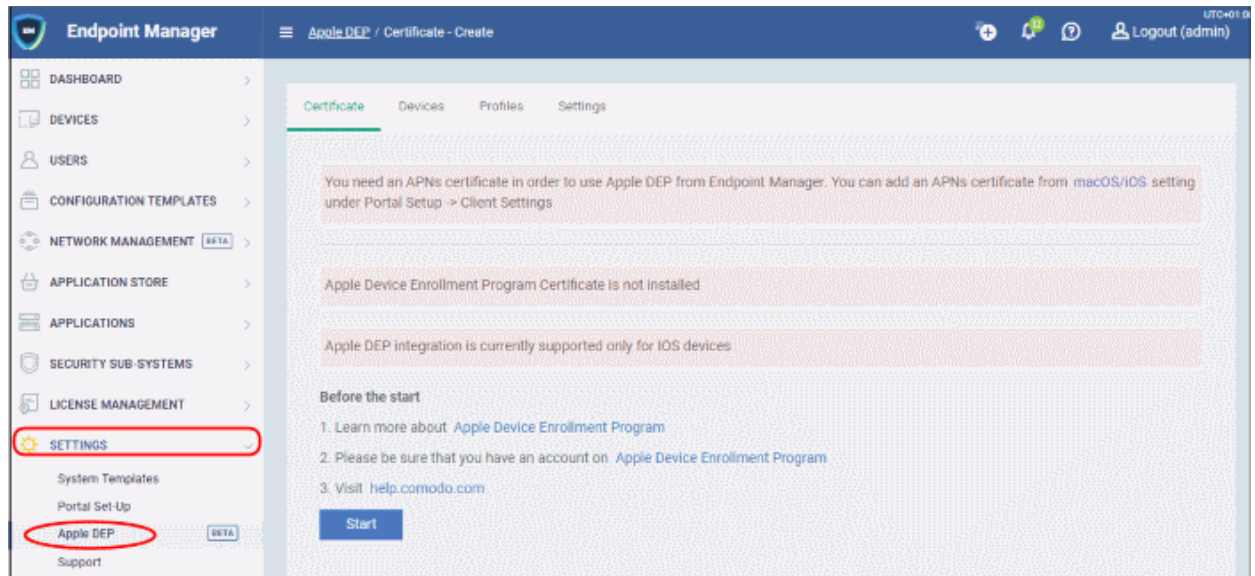 UTC+01:0
EM
Endpoint Manager
Apple DEP / Certificate - Create
12
Logout (admin)
DASHBOARD
DEVICES
USERS
CONFIGURATION TEMPLATES
NETWORK MANAGEMENT BETA
APPLICATION STORE
APPLICATIONS
SECURITY SUB-SYSTEMS
LICENSE MANAGEMENT
SETTINGS
System Templates
Portal Set-Up
Apple DEP BETA
Support
Certificate Devices Profiles Settings
You need an APNs certificate in order to use Apple DEP from Endpoint Manager. You can add an APNs certificate from macOS/iOS setting
under Portal Setup -> Client Settings
Apple Device Enrollment Program Certificate is not installed
Apple DEP integration is currently supported only for IOS devices
Before the start
1. Learn more about Apple Device Enrollment Program
2. Please be sure that you have an account on Apple Device Enrollment Program
3. Visit help.comodo.com
Start